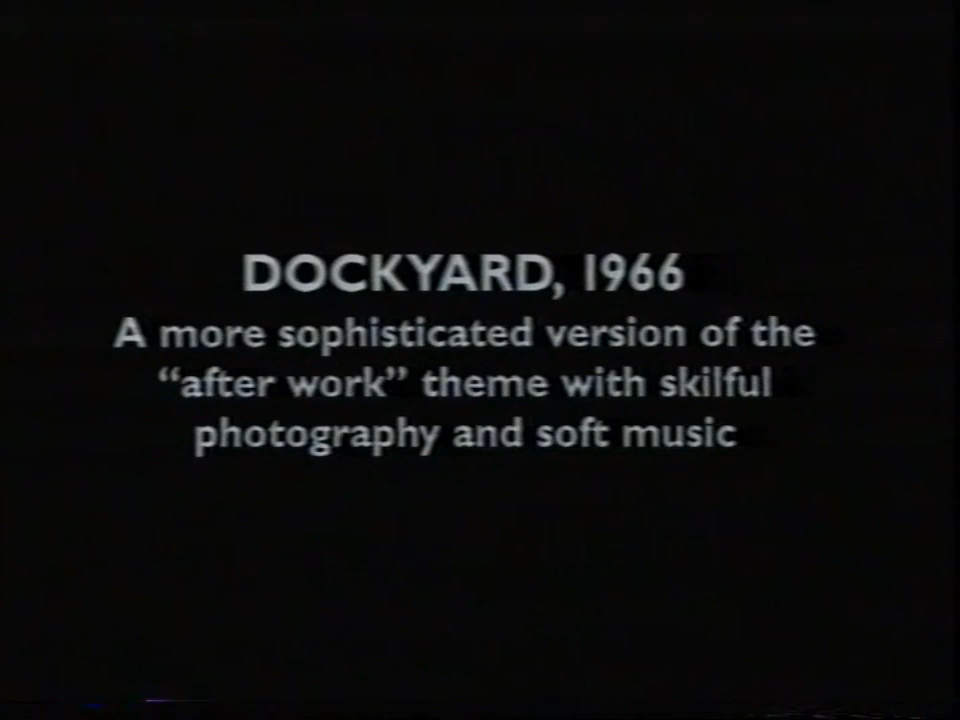 DOCKYARD, 1966
A more sophisticated version of the
“after work” theme with skilful
photography and soft music